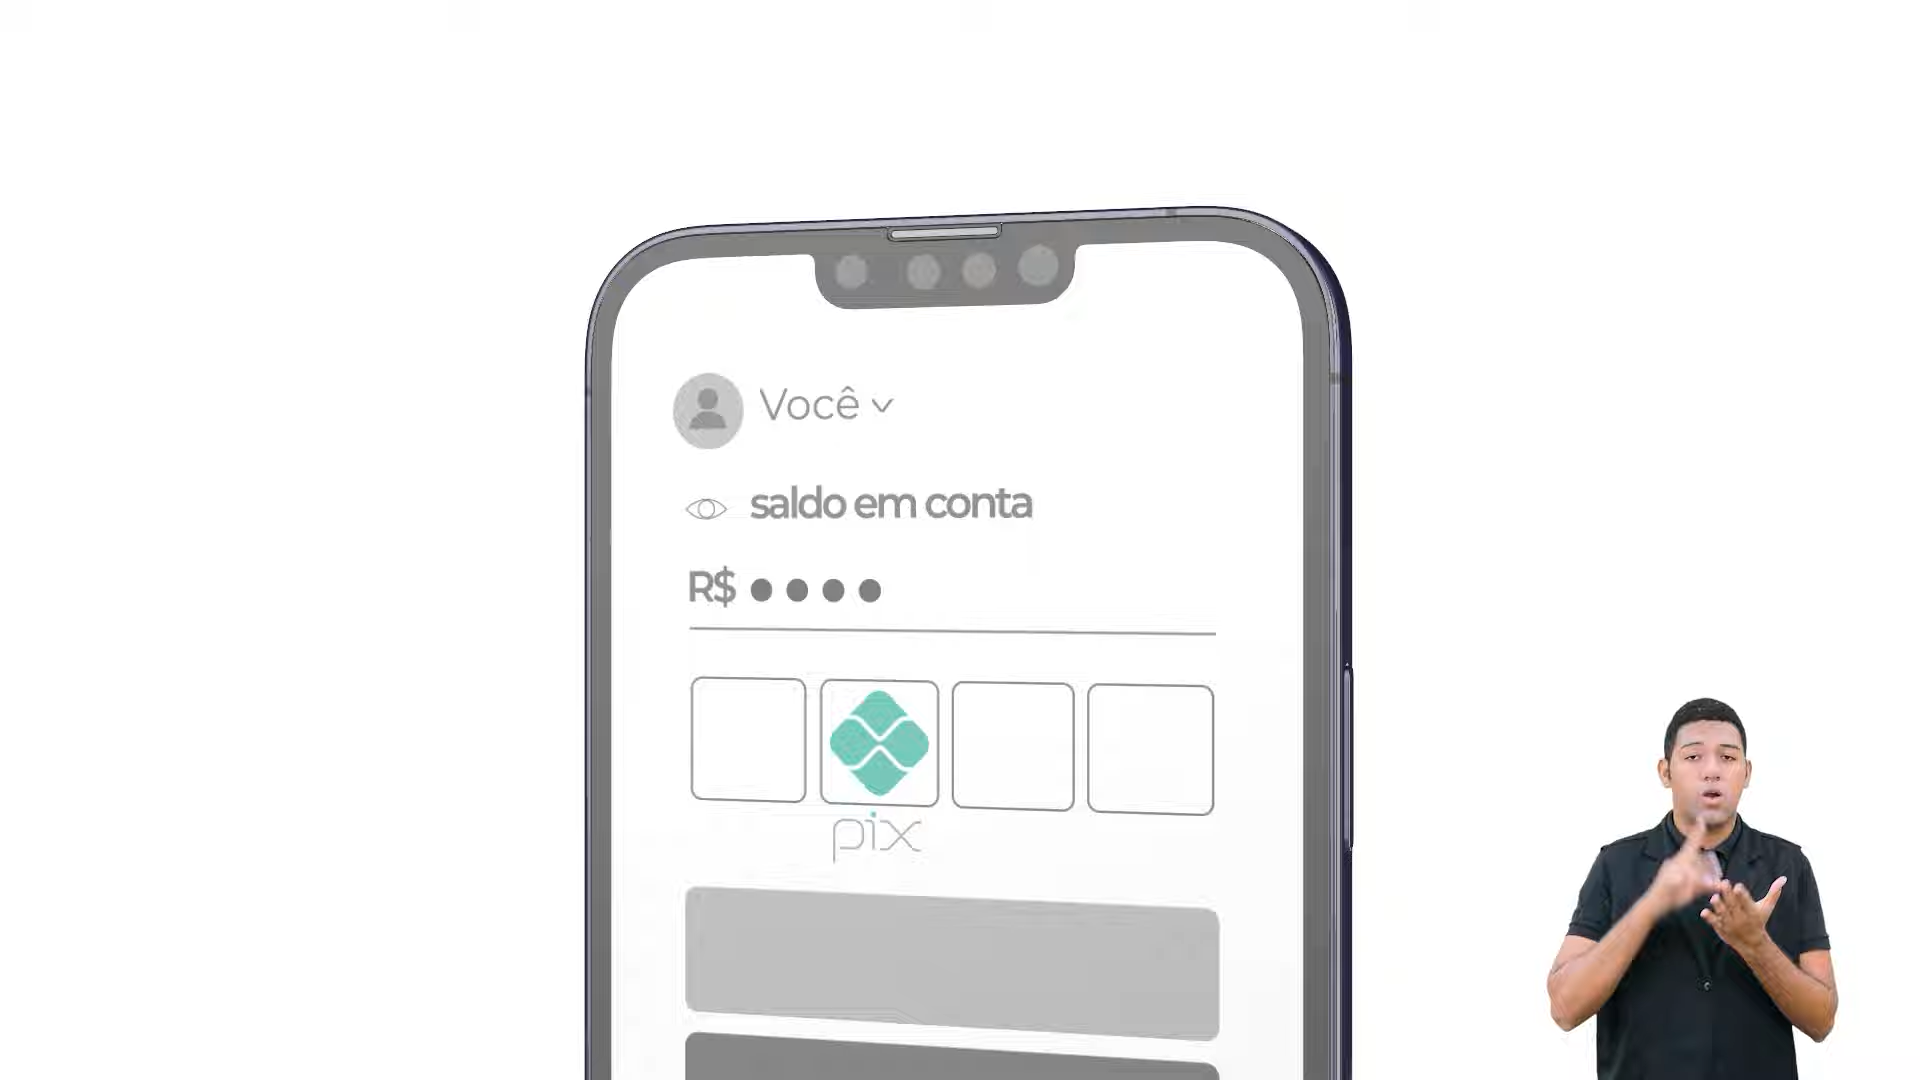 Você
saldo em conta
R$ ● ● ● ●
pix